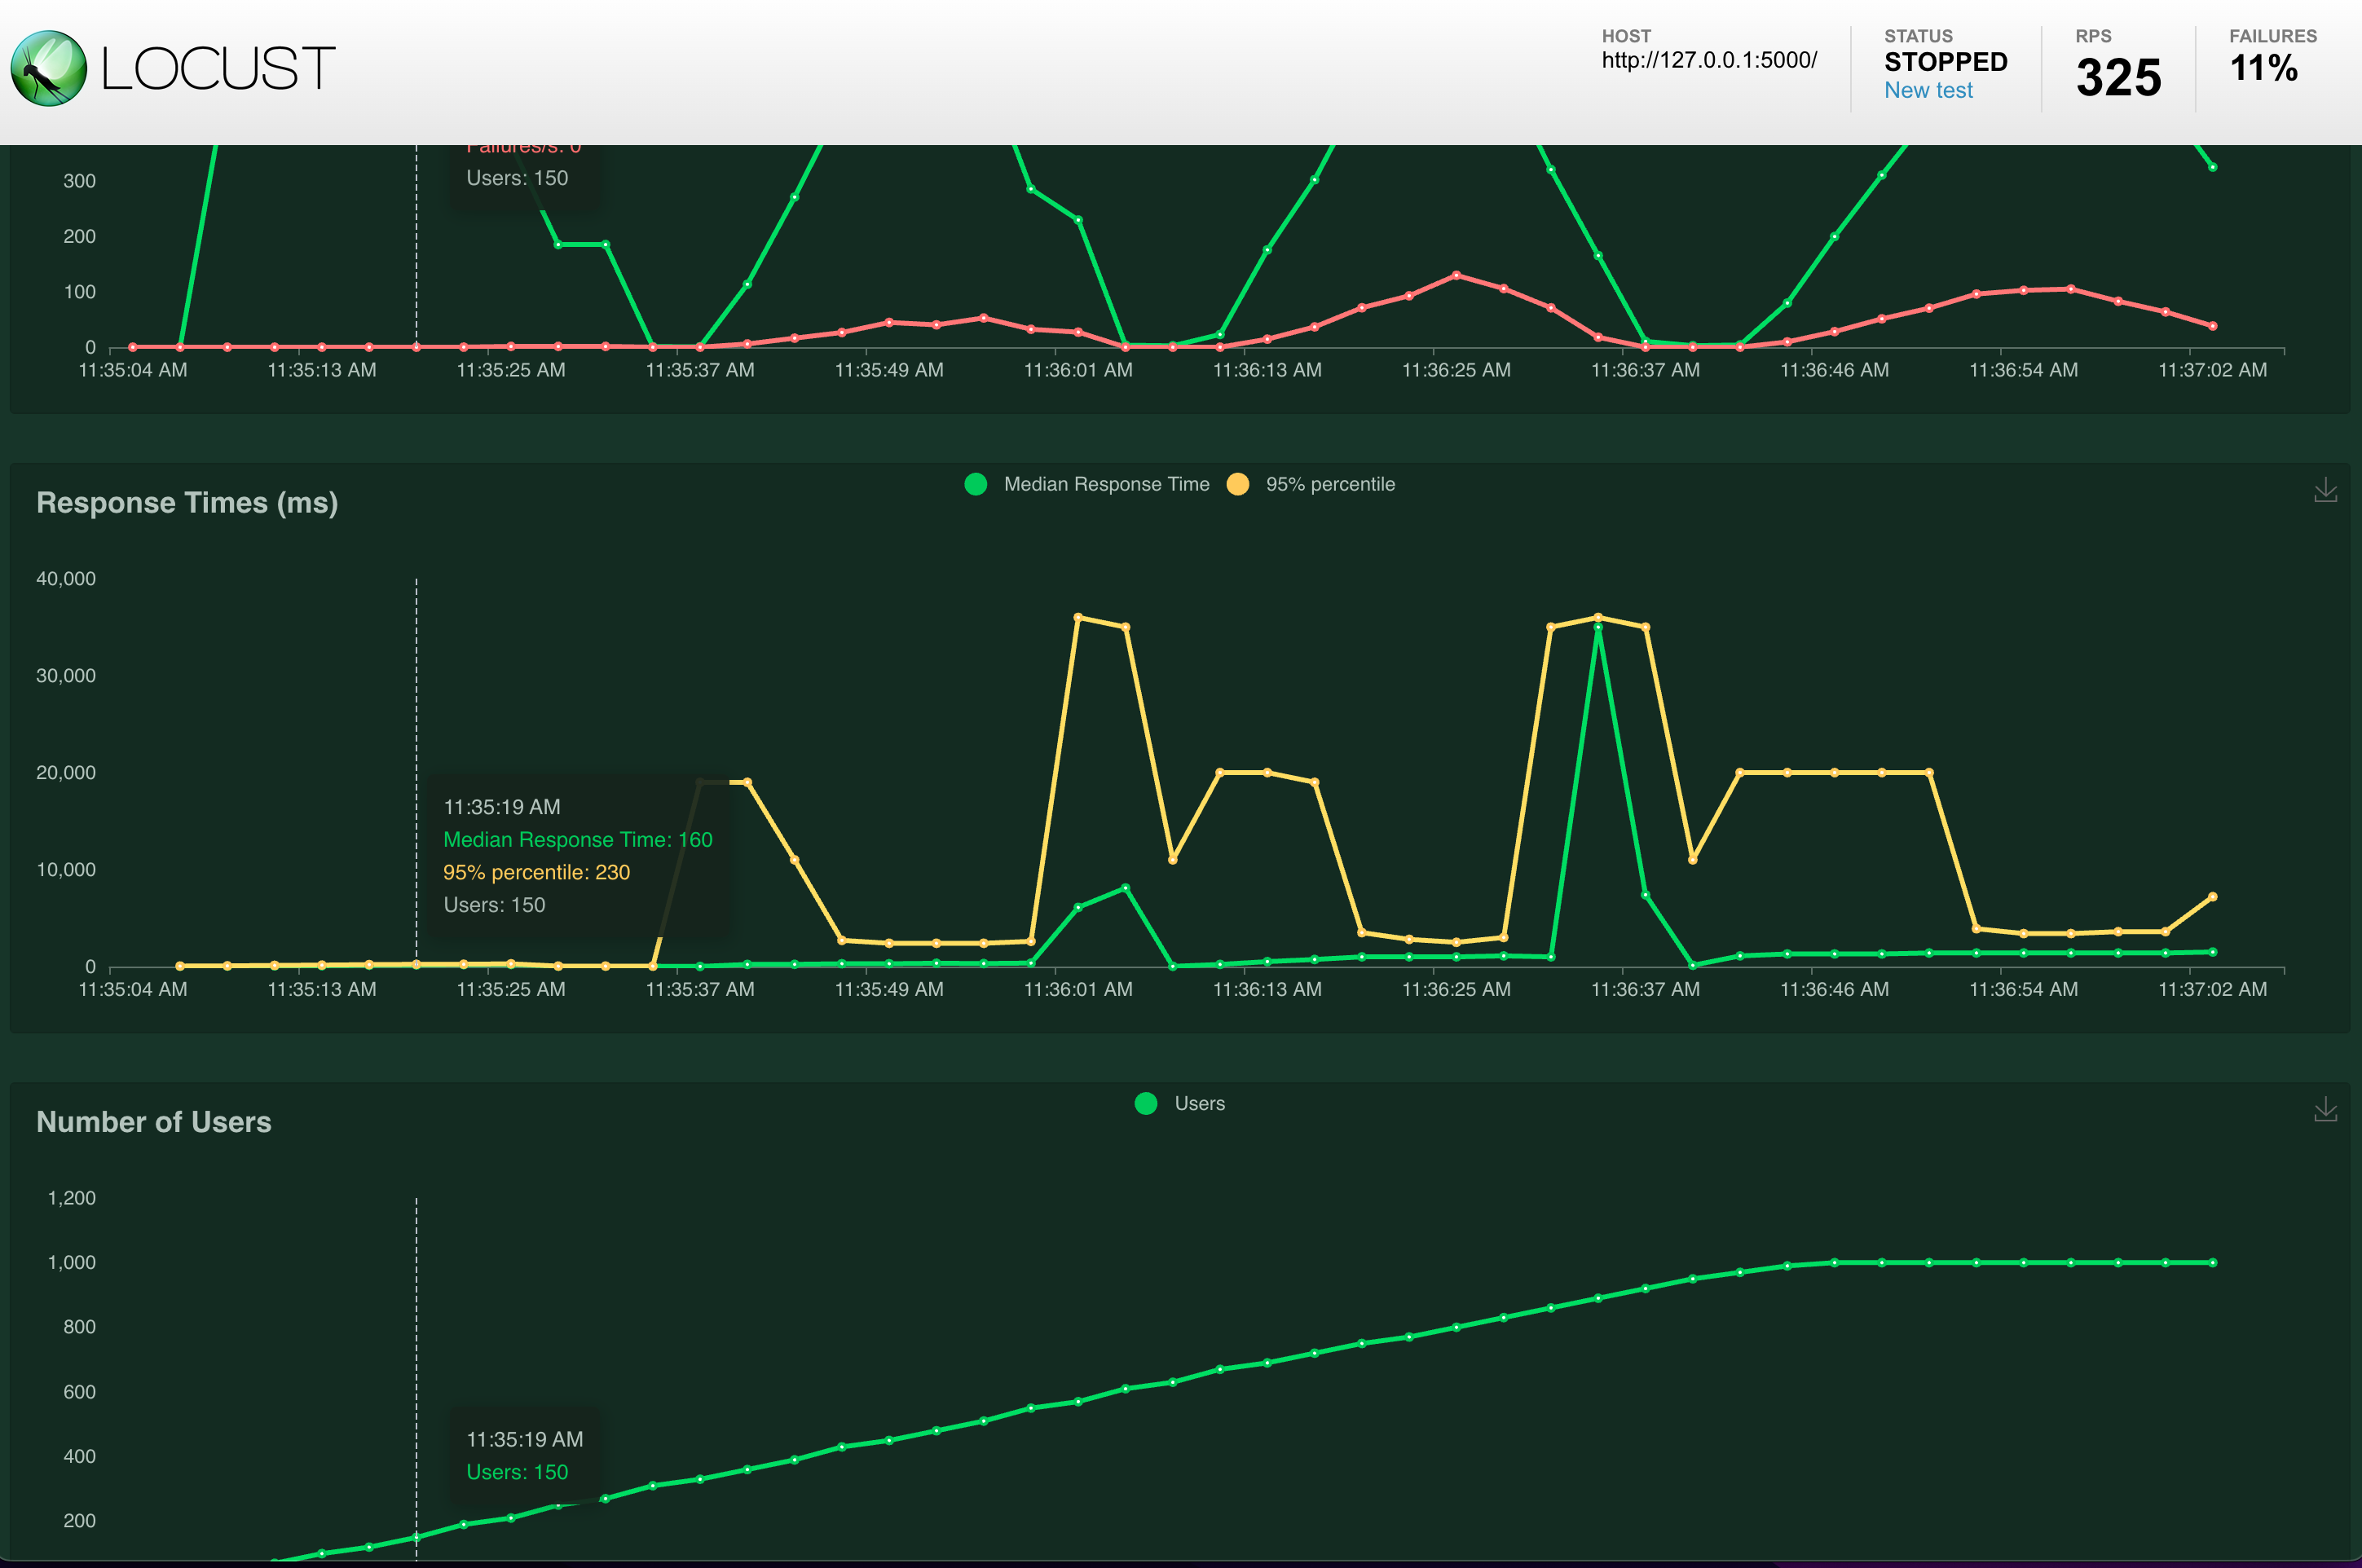 LOCUST
HOST
http://127.0.0.1:5000/
STATUS
STOPPED
New test
RPS
325
FAILURES
11%
Failures/s: 0
Users: 150
300
200
100
0
11:35:04 AM
11:35:13 AM
11:35:25 AM
11:35:37 AM
11:35:49 AM
11:36:01 AM
11:36:13 AM
11:36:25 AM
11:36:37 AM
11:36:46 AM
11:36:54 AM
11:37:02 AM
Response Times (ms)
Median Response Time
95% percentile
40,000
30,000
20,000
10,000
0
11:35:19 AM
Median Response Time: 160
95% percentile: 230
Users: 150
11:35:04 AM
11:35:13 AM
11:35:25 AM
11:35:37 AM
11:35:49 AM
11:36:01 AM
11:36:13 AM
11:36:25 AM
11:36:37 AM
11:36:46 AM
11:36:54 AM
11:37:02 AM
Number of Users
Users
1,200
1,000
800
600
400
200
11:35:19 AM
Users: 150